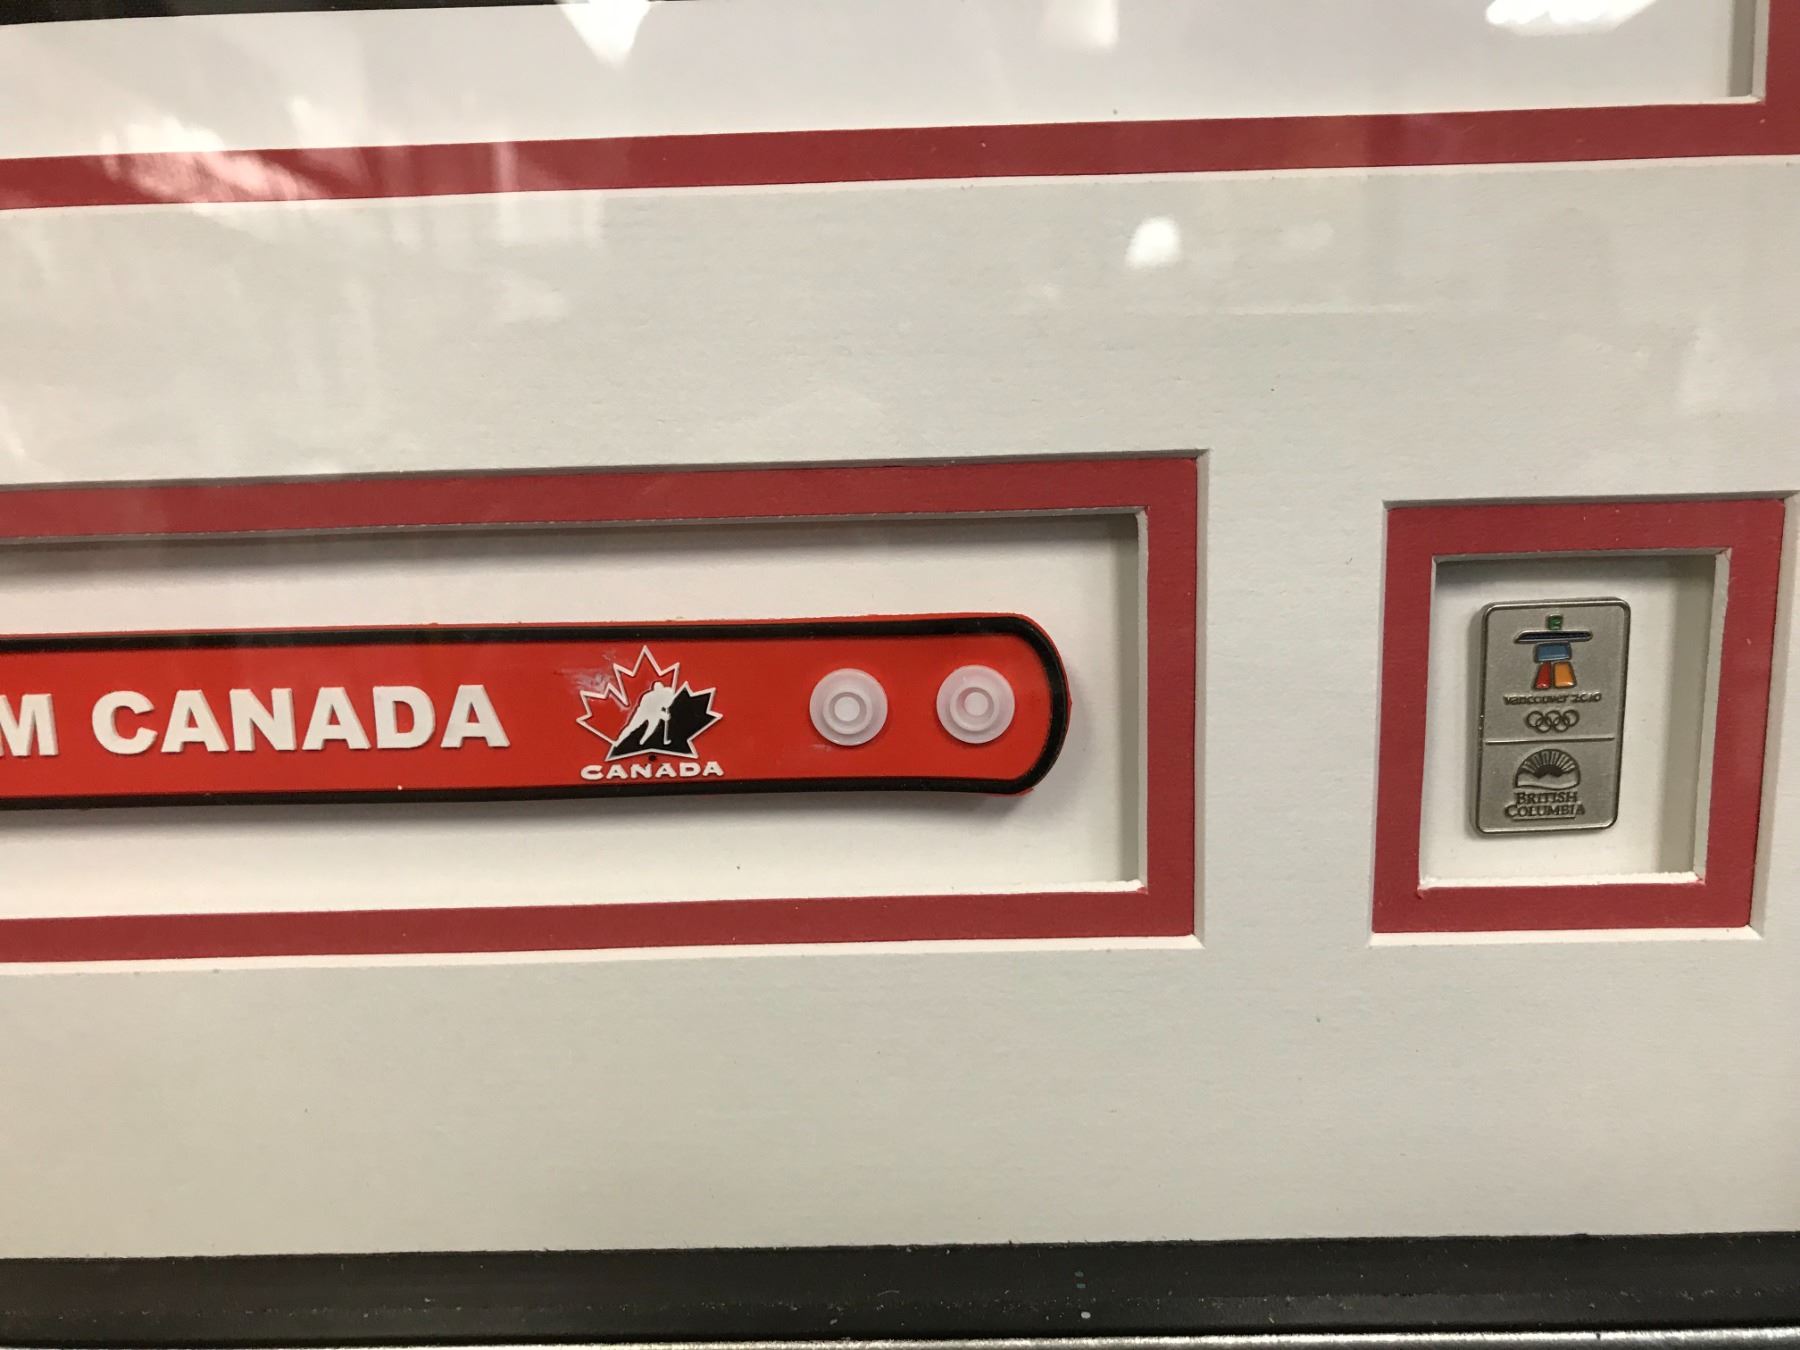 M CANADA
CANADA
vancouver 2010
BRITISH
COLUMBIA